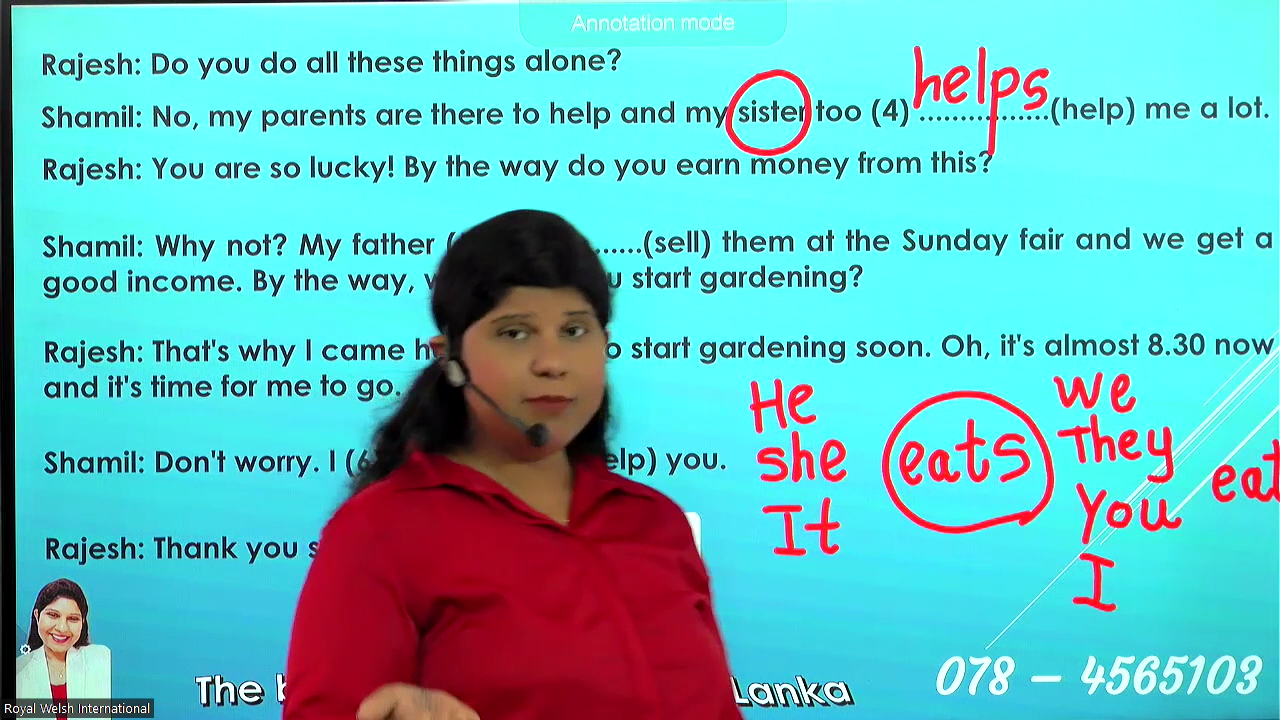 Annotation mode
Rajesh: Do you do all these things alone?
helps
Shamil: No, my parents are there to help and my sister too (4) ................(help) me a lot.
Rajesh: You are so lucky! By the way do you earn money from this?
Shamil: Why not? My father ......(sell) them at the Sunday fair and we get a
good income. By the way, start gardening?
Rajesh: That's why I came start gardening soon. Oh, it's almost 8.30 now
and it's time for me to go.
Shamil: Don't worry. I (6 elp) you.
Rajesh: Thank you
He
she
It
eats
We
They
You
I
eat
078 – 4565103
The Lanka
Royal Welsh International